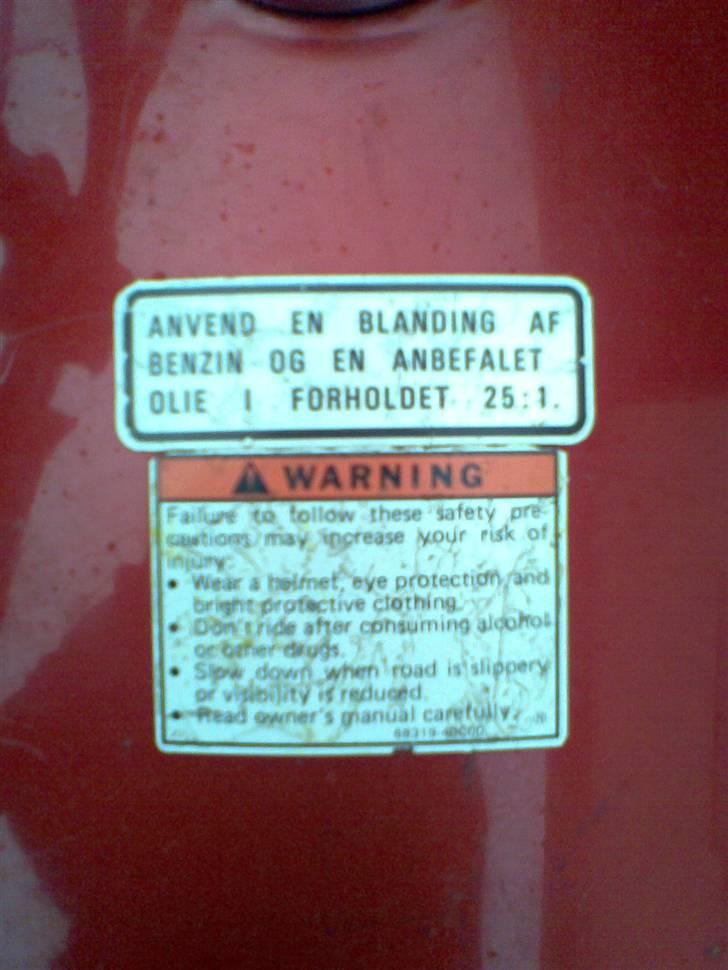 ANVEND EN BLANDING AF
BENZIN OG EN ANBEFALET
OLIE I FORHOLDET 25:1.
WARNING
Failure to follow these safety pre-
cautions may increase your risk of
injury:
• Wear a helmet, eye protection, and
bright protective clothing.
• Don't ride after consuming alcohol
or other drugs.
• Slow down when road is slippery
or visibility is reduced.
• Read owner's manual carefully.